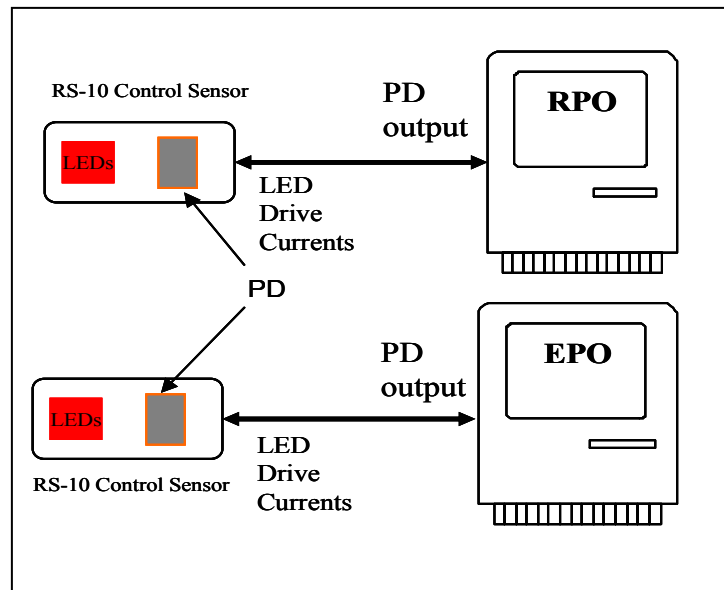 RS-10 Control Sensor
LEDs
PD
output
RPO
LED
Drive
Currents
PD
PD
output
EPO
LEDs
LED
Drive
Currents
RS-10 Control Sensor